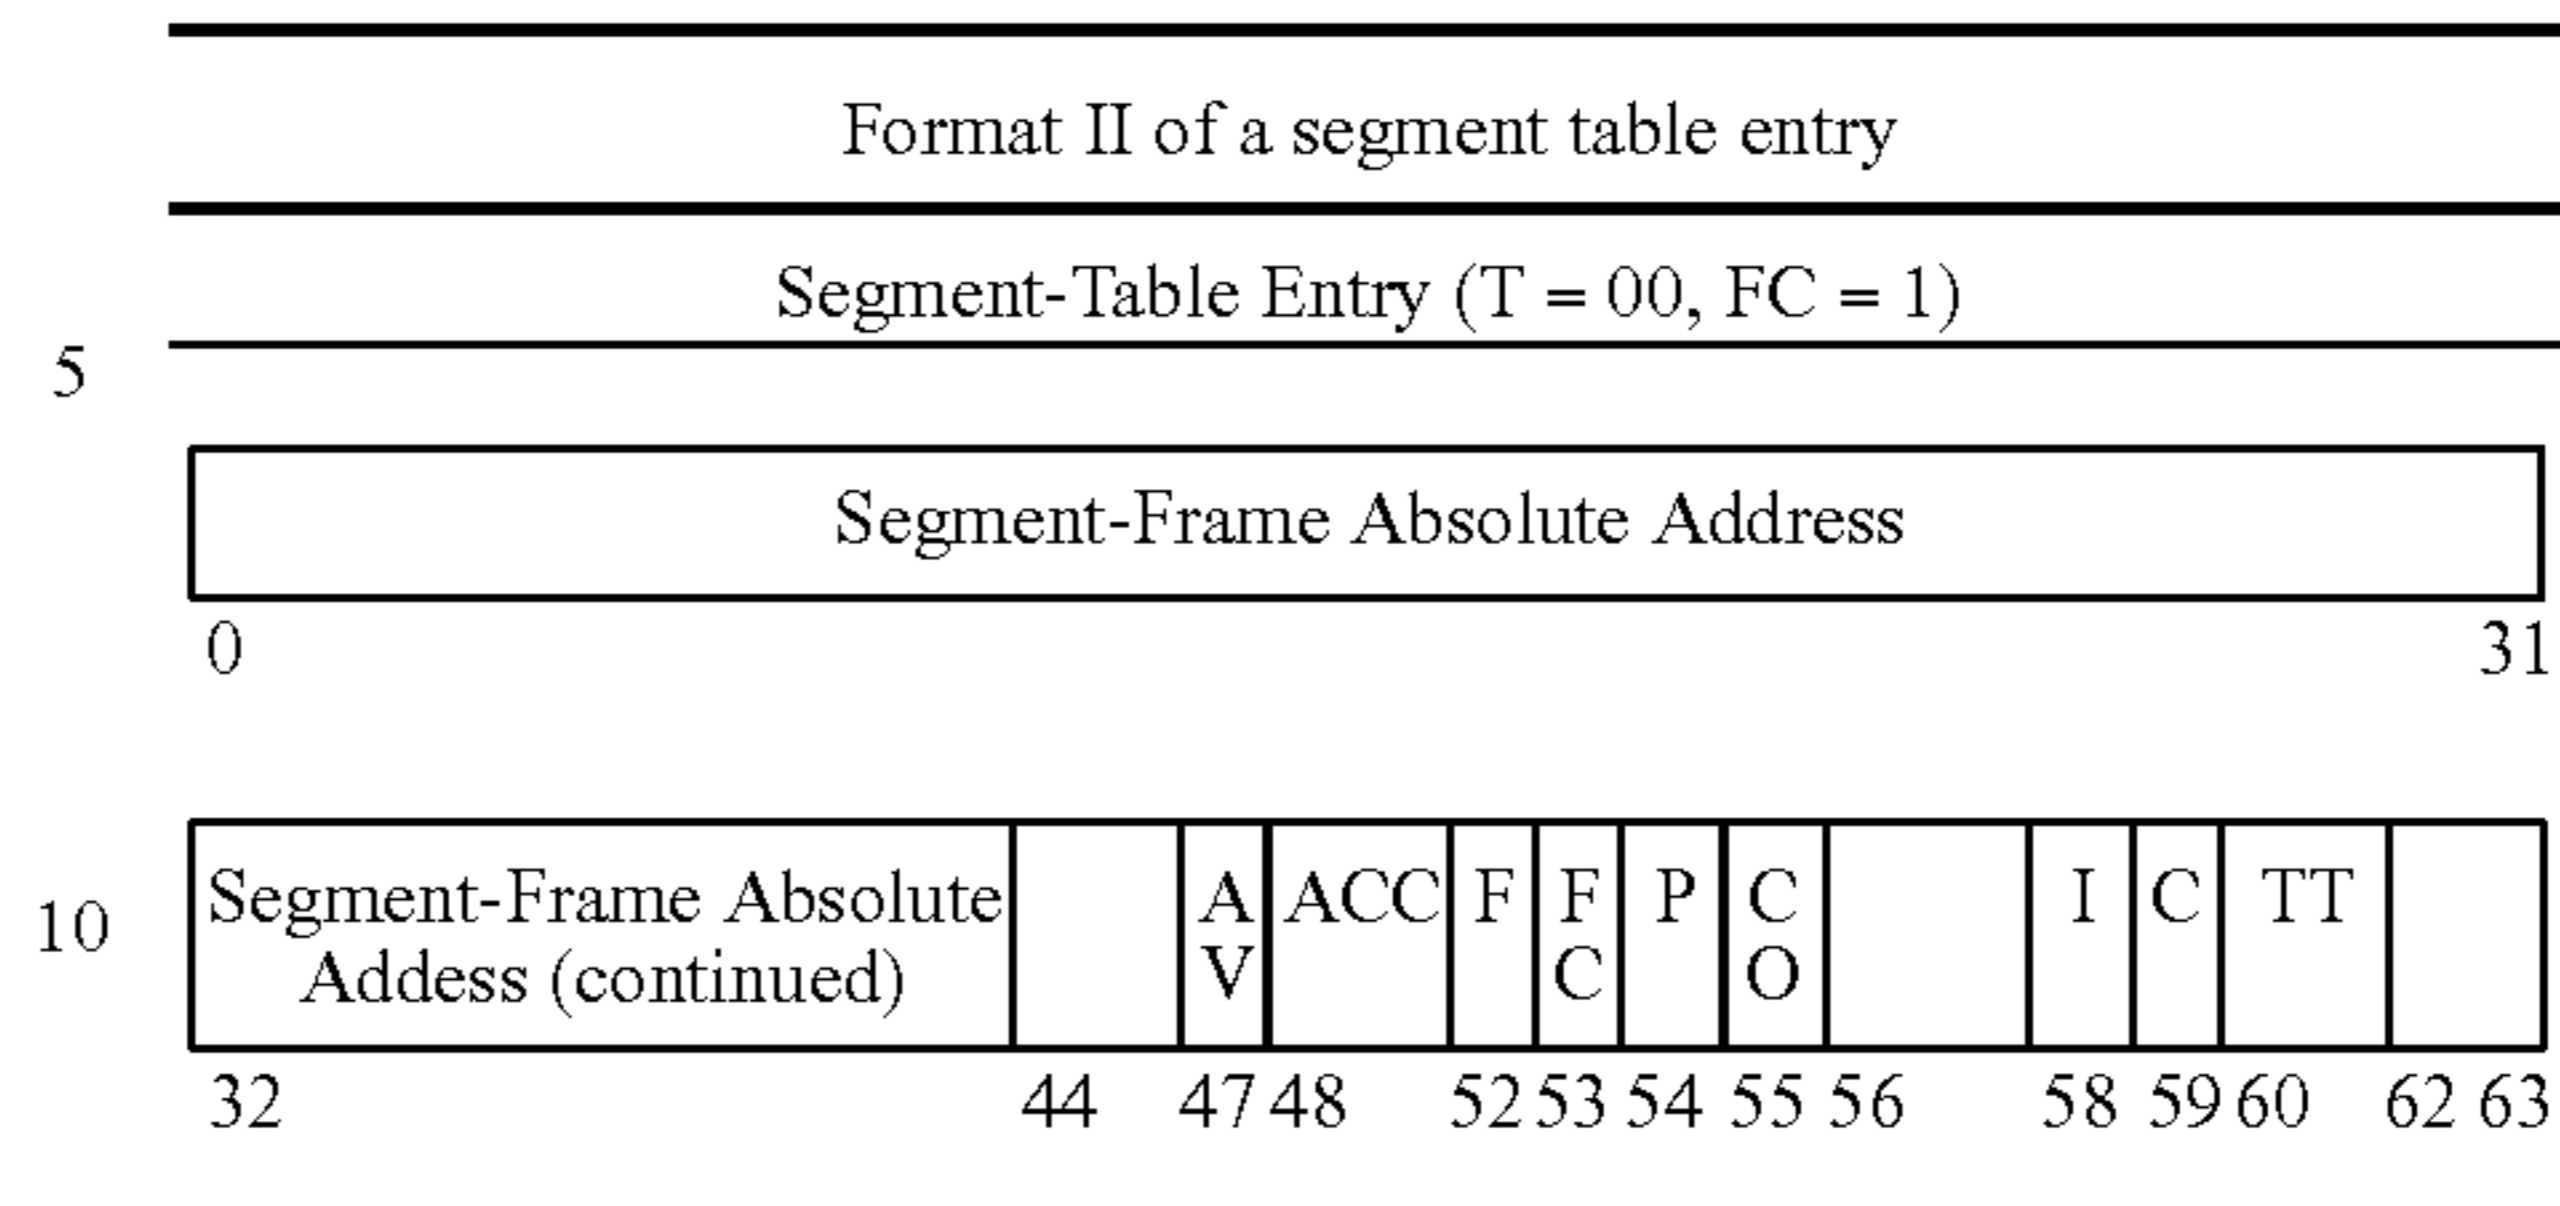 Format II of a segment table entry
Segment-Table Entry (T = 00, FC = 1)
5
Segment-Frame Absolute Address
0 31
Segment-Frame Absolute A ACC F F P C I C TT
10
Addess (continued) V C O
32 44 47 48 52 53 54 55 56 58 59 60 62 63